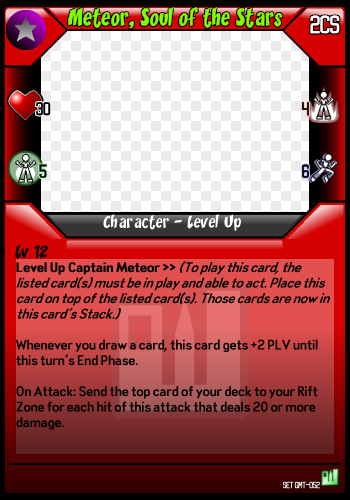 Meteor, Soul of the Stars
2CS
20
4
5
6
Character - Level Up
Lv 12
Level Up Captain Meteor >> (To play this card, the
listed card(s) must be in play and able to act. Place this
card on top of the listed card(s). Those cards are now in
this card's Stack.)
Whenever you draw a card, this card gets +2 PLV until
this turn's End Phase.
On Attack: Send the top card of your deck to your Rift
Zone for each hit of this attack that deals 20 or more
damage.
SET GMT-052